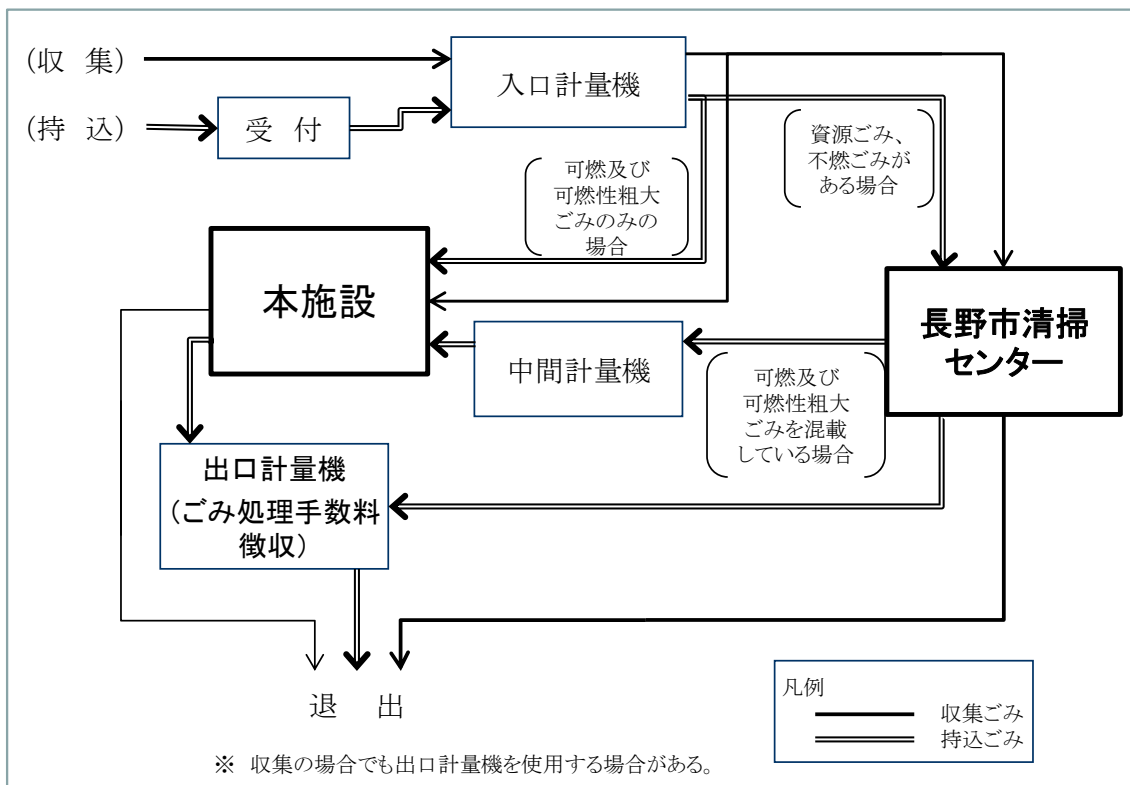 (収 集)
(持 込)
受 付
入口計量機
可燃及び
可燃性粗大
ごみのみの
場合
資源ごみ、
不燃ごみが
ある場合
本施設
中間計量機
長野市清掃
センター
可燃及び
可燃性粗大
ごみを混載
している場合
出口計量機
(ごみ処理手数料
徴収)
退 出
凡例
収集ごみ
持込ごみ
※ 収集の場合でも出口計量機を使用する場合がある。